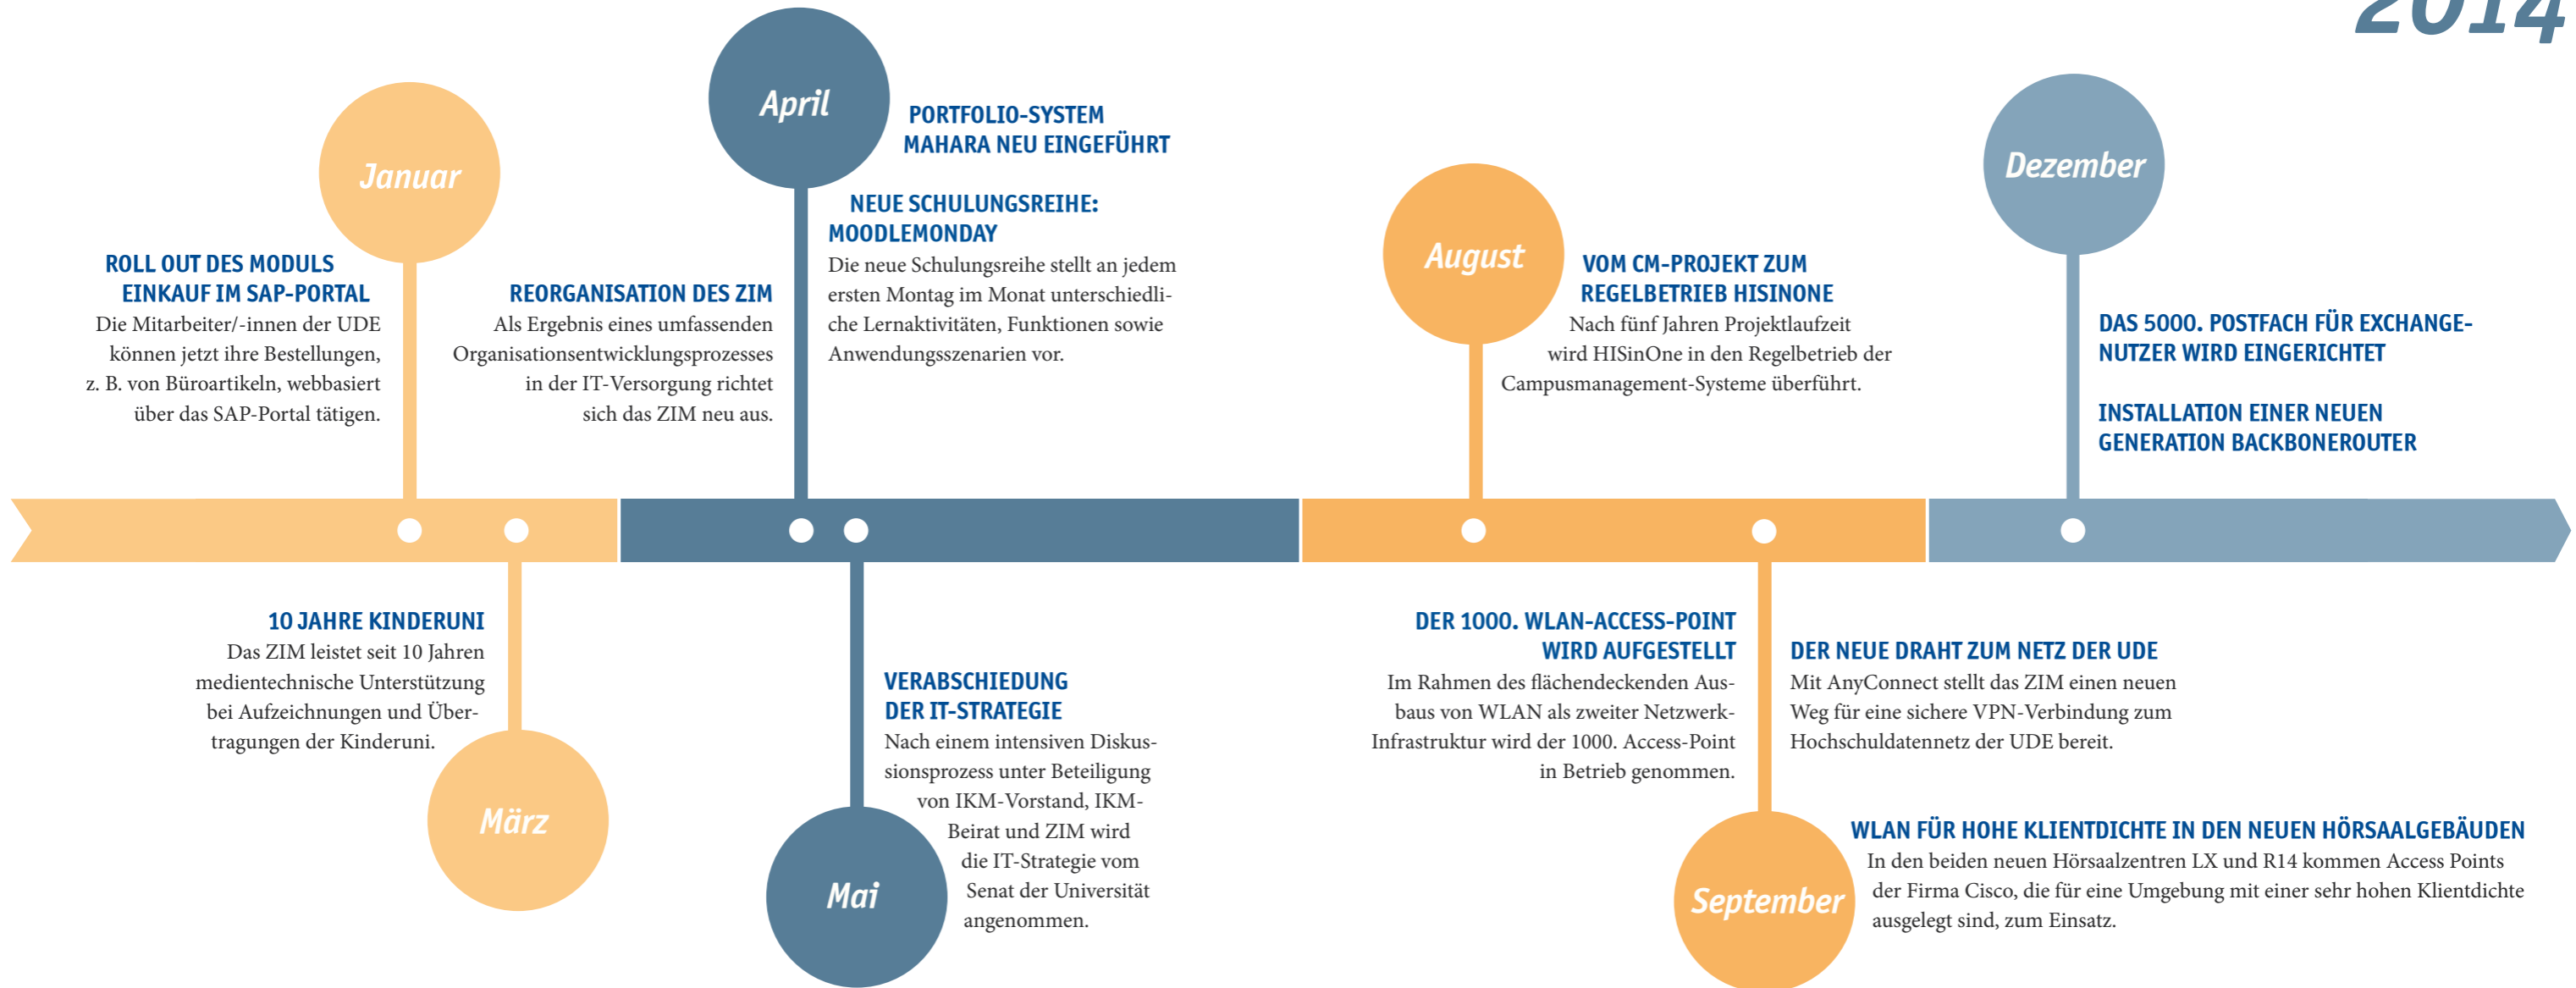 2014
Januar
ROLL OUT DES MODULS
EINKAUF IM SAP-PORTAL
Die Mitarbeiter/-innen der UDE
können jetzt ihre Bestellungen,
z. B. von Büroartikeln, webbasiert
über das SAP-Portal tätigen.
April
REORGANISATION DES ZIM
Als Ergebnis eines umfassenden
Organisationsentwicklungsprozesses
in der IT-Versorgung richtet
sich das ZIM neu aus.
PORTFOLIO-SYSTEM
MAHARA NEU EINGEFÜHRT
NEUE SCHULUNGSREIHE:
MOODLEMONDAY
Die neue Schulungsreihe stellt an jedem
ersten Montag im Monat unterschiedli-
che Lernaktivitäten, Funktionen sowie
Anwendungsszenarien vor.
August
VOM CM-PROJEKT ZUM
REGELBETRIEB HISINONE
Nach fünf Jahren Projektlaufzeit
wird HISinOne in den Regelbetrieb der
Campusmanagement-Systeme überführt.
Dezember
DAS 5000. POSTFACH FÜR EXCHANGE-
NUTZER WIRD EINGERICHTET
INSTALLATION EINER NEUEN
GENERATION BACKBONEROUTER
10 JAHRE KINDERUNI
Das ZIM leistet seit 10 Jahren
medientechnische Unterstützung
bei Aufzeichnungen und Über-
tragungen der Kinderuni.
März
VERABSCHIEDUNG
DER IT-STRATEGIE
Nach einem intensiven Diskus-
sionsprozess unter Beteiligung
von IKM-Vorstand, IKM-
Beirat und ZIM wird
die IT-Strategie vom
Senat der Universität
angenommen.
Mai
DER 1000. WLAN-ACCESS-POINT
WIRD AUFGESTELLT
Im Rahmen des flächendeckenden Aus-
baus von WLAN als zweiter Netzwerk-
Infrastruktur wird der 1000. Access-Point
in Betrieb genommen.
DER NEUE DRAHT ZUM NETZ DER UDE
Mit AnyConnect stellt das ZIM einen neuen
Weg für eine sichere VPN-Verbindung zum
Hochschuldatennetz der UDE bereit.
September
WLAN FÜR HOHE KLIENTDICHTE IN DEN NEUEN HÖRSAALGEBÄUDEN
In den beiden neuen Hörsaalzentren LX und R14 kommen Access Points
der Firma Cisco, die für eine Umgebung mit einer sehr hohen Klientdichte
ausgelegt sind, zum Einsatz.